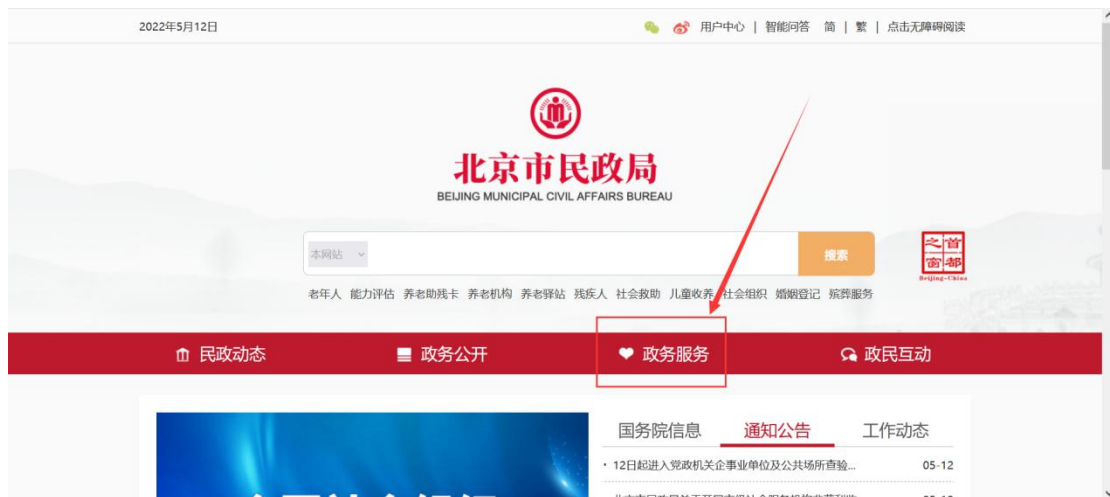 2022年5月12日
用户中心 | 智能问答 简 | 繁 | 点击无障碍阅读
北京市民政局
BEIJING MUNICIPAL CIVIL AFFAIRS BUREAU
本网站 搜索
首都之窗
Beijing-China
老年人 能力评估 养老助残卡 养老机构 养老驿站 残疾人 社会救助 儿童收养 社会组织 婚姻登记 殡葬服务
民政动态 政务公开 政务服务 政民互动
国务院信息 通知公告 工作动态
· 12日起进入党政机关企事业单位及公共场所查验... 05-12